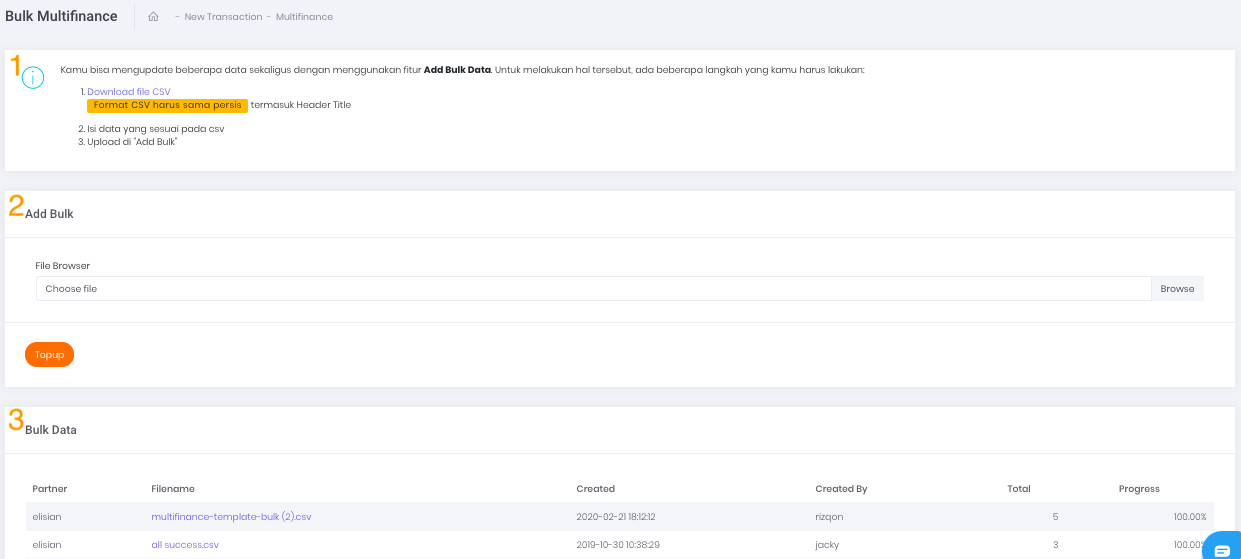 Bulk Multifinance
- New Transaction - Multifinance
1
Kamu bisa mengupdate beberapa data sekaligus dengan menggunakan fitur Add Bulk Data. Untuk melakukan hal tersebut, ada beberapa langkah yang kamu harus lakukan:
1. Download file CSV
Format CSV harus sama persis termasuk Header Title
2. Isi data yang sesuai pada csv
3. Upload di "Add Bulk"
2
Add Bulk
File Browser
Choose file Browse
Topup
3
Bulk Data
Partner Filename Created Created By Total Progress
elisian multifinance-template-bulk (2).csv 2020-02-21 18:12:12 rizqon 5 100.00%
elisian all success.csv 2019-10-30 10:38:29 jacky 3 100.00%